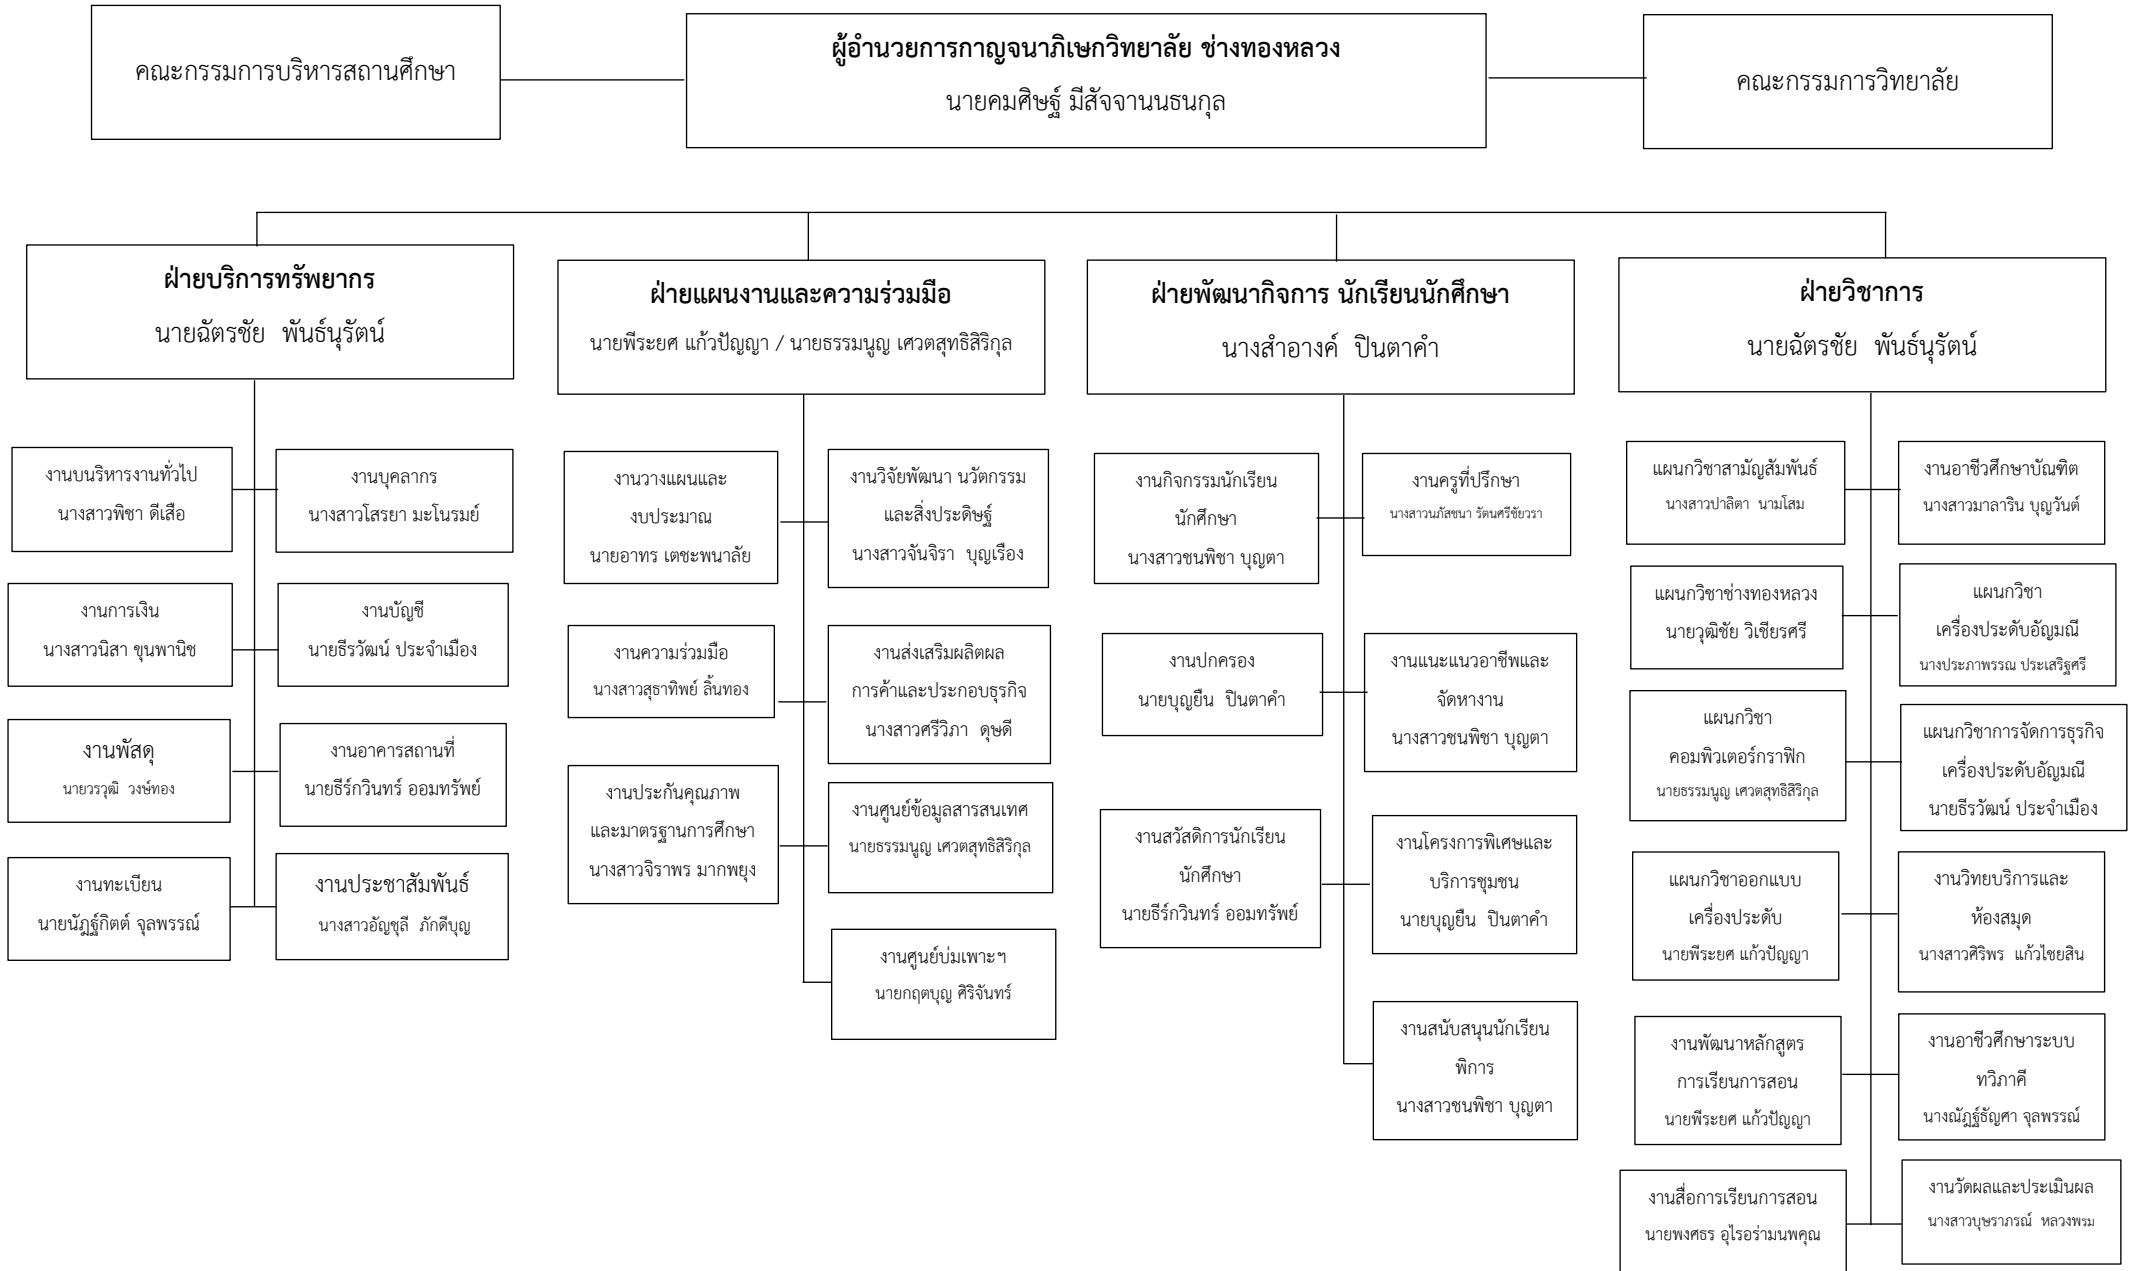 คณะกรรมการบริหารสถานศึกษา
ผู้อำนวยการกาญจนาภิเษกวิทยาลัย ช่างทองหลวง
นายคมศิษฐ์ มีสัจจานนธนกุล
คณะกรรมการวิทยาลัย
ฝ่ายบริการทรัพยากร
นายฉัตรชัย พันธ์นุรัตน์
งานบนริหารงานทั่วไป
นางสาวพิชา ดีเสือ
งานบุคลากร
นางสาวโสรยา มะโนรมย์
งานการเงิน
นางสาวนิสา ขุนพานิช
งานบัญชี
นายธีรวัฒน์ ประจำเมือง
งานพัสดุ
นายวรวุฒิ วงษ์ทอง
งานอาคารสถานที่
นายธีร์กวินทร์ ออมทรัพย์
งานทะเบียน
นายนัฎฐ์กิตต์ จุลพรรณ์
งานประชาสัมพันธ์
นางสาวอัญชุลี ภักดีบุญ
ฝ่ายแผนงานและความร่วมมือ
นายพีระยศ แก้วปัญญา / นายธรรมนูญ เศวตสุทธิสิริกุล
งานวางแผนและ
งบประมาณ
นายอาทร เตชะพนาลัย
งานวิจัยพัฒนา นวัตกรรม
และสิ่งประดิษฐ์
นางสาวจันจิรา บุญเรือง
งานความร่วมมือ
นางสาวสุธาทิพย์ ลิ้นทอง
งานส่งเสริมผลิตผล
การค้าและประกอบธุรกิจ
นางสาวศรีวิภา ดุษดี
งานประกันคุณภาพ
และมาตรฐานการศึกษา
นางสาวจิราพร มากพยุง
งานศูนย์ข้อมูลสารสนเทศ
นายธรรมนูญ เศวตสุทธิสิริกุล
งานศูนย์บ่มเพาะฯ
นายกฤตบุญ ศิริจันทร์
ฝ่ายพัฒนากิจการ นักเรียนนักศึกษา
นางสำอางค์ ปินตาคำ
งานกิจกรรมนักเรียน
นักศึกษา
นางสาวชนพิชา บุญตา
งานครูที่ปรึกษา
นางสาวนภัสชนา รัตนศรีชัยวรา
งานปกครอง
นายบุญยืน ปินตาคำ
งานแนะแนวอาชีพและ
จัดหางาน
นางสาวชนพิชา บุญตา
งานสวัสดิการนักเรียน
นักศึกษา
นายธีร์กวินทร์ ออมทรัพย์
งานโครงการพิเศษและ
บริการชุมชน
นายบุญยืน ปินตาคำ
งานสนับสนุนนักเรียน
พิการ
นางสาวชนพิชา บุญตา
ฝ่ายวิชาการ
นายฉัตรชัย พันธ์นุรัตน์
แผนกวิชาสามัญสัมพันธ์
นางสาวปาลิตา นามโสม
งานอาชีวศึกษาบัณฑิต
นางสาวมาลาริน บุญวันต์
แผนกวิชาช่างทองหลวง
นายวุฒิชัย วิเชียรศรี
แผนกวิชา
เครื่องประดับอัญมณี
นางประภาพรรณ ประเสริฐศรี
แผนกวิชา
คอมพิวเตอร์กราฟิก
นายธรรมนูญ เศวตสุทธิสิริกุล
แผนกวิชาการจัดการธุรกิจ
เครื่องประดับอัญมณี
นายธีรวัฒน์ ประจำเมือง
แผนกวิชาออกแบบ
เครื่องประดับ
นายพีระยศ แก้วปัญญา
งานวิทยบริการและ
ห้องสมุด
นางสาวศิริพร แก้วไชยสิน
งานพัฒนาหลักสูตร
การเรียนการสอน
นายพีระยศ แก้วปัญญา
งานอาชีวศึกษาระบบ
ทวิภาคี
นางณัฎฐ์ธัญศา จุลพรรณ์
งานสื่อการเรียนการสอน
นายพงศธร อุไรอร่ามนพคุณ
งานวัดผลและประเมินผล
นางสาวบุษราภรณ์ หลวงพรม